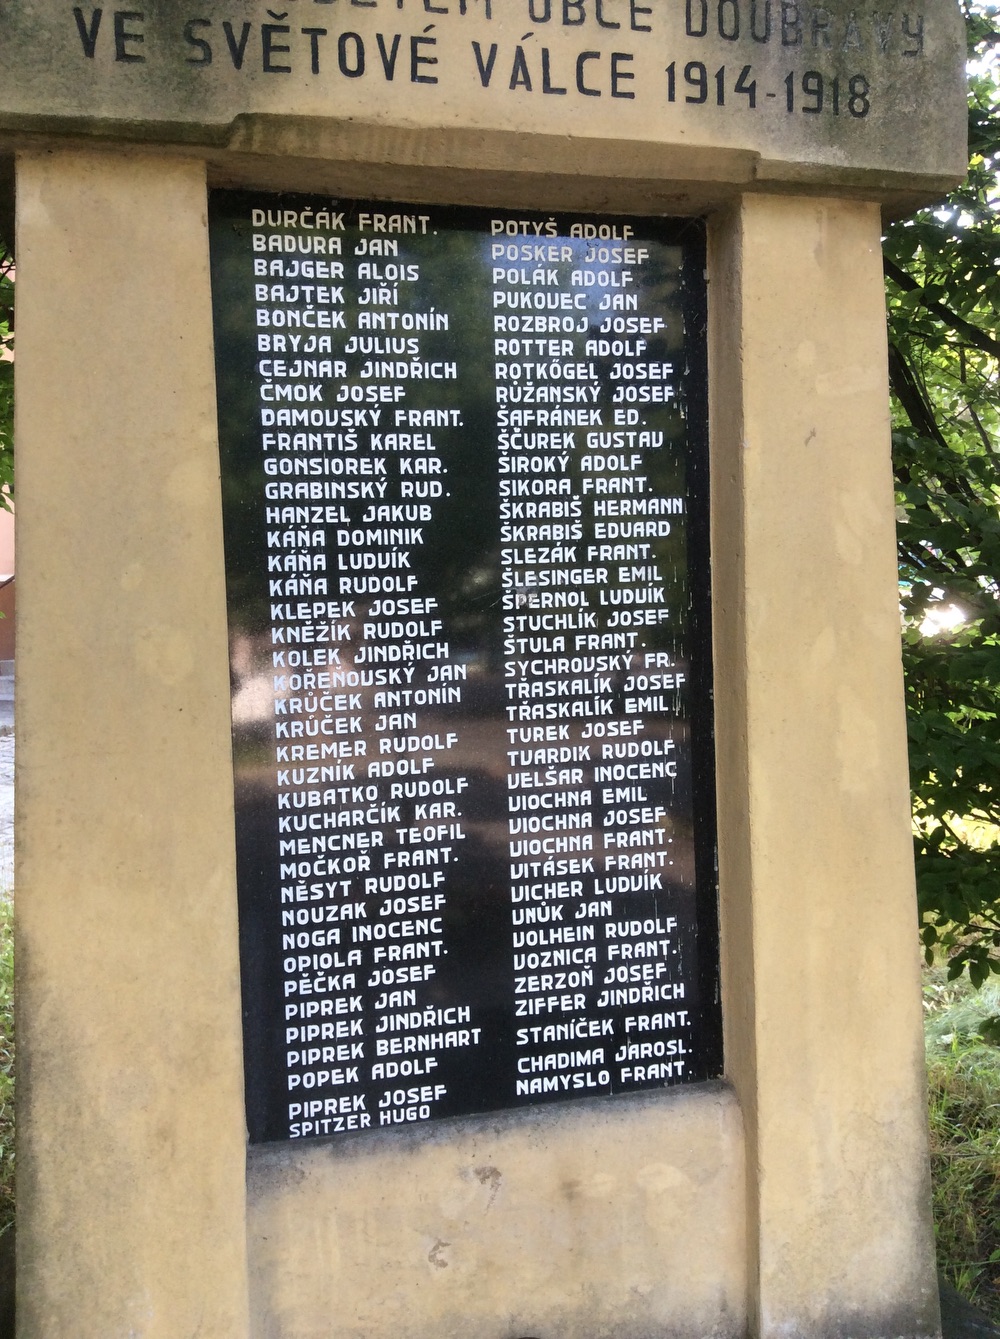 OBCE DOUBRAVY
VE SVĚTOVÉ VÁLCE 1914-1918
DURČÁK FRANT.
BADURA JAN
BAJGER ALOIS
BAJTEK JIŘÍ
BONČEK ANTONÍN
BRYJA JULIUS
CEJNAR JINDŘICH
ČMOK JOSEF
DAMOVSKÝ FRANT.
FRANTIŠ KAREL
GONSIOREK KAR.
GRABINSKÝ RUD.
HANZEL JAKUB
KÁŇA DOMINIK
KÁŇA LUDVÍK
KÁŇA RUDOLF
KLEPEK JOSEF
KNĚŽÍK RUDOLF
KOLEK JINDŘICH
KOŘEŇOVSKÝ JAN
KRŮČEK ANTONÍN
KRÚČEK JAN
KREMER RUDOLF
KUZNÍK ADOLF
KUBATKO RUDOLF
KUCHARČÍK KAR.
MENCNER TEOFIL
MOČKOŘ FRANT.
NĚSYT RUDOLF
NOUZAK JOSEF
NOGA INOCENC
OPIOLA FRANT.
PĚČKA JOSEF
PIPREK JAN
PIPREK JINDŘICH
PIPREK BERNHART
POPEK ADOLF
PIPREK JOSEF
SPITZER HUGO
POTYŠ ADOLF
POSKER JOSEF
POLÁK ADOLF
PUKOVEC JAN
ROZBROJ JOSEF
ROTTER ADOLF
ROTKŐGEL JOSEF
RŮŽANSKÝ JOSEF
ŠAFRÁNEK ED.
ŠČUREK GUSTAV
ŠIROKÝ ADOLF
SIKORA FRANT.
ŠKRABIŠ HERMANN
ŠKRABIŠ EDUARD
SLEZÁK FRANT.
ŠLESINGER EMIL
ŠPERNOL LUDVÍK
STUCHLÍK JOSEF
ŠTULA FRANT.
SYCHROVSKÝ FR.
TŘASKALÍK JOSEF
TŘASKALÍK EMIL
TUREK JOSEF
TVARDIK RUDOLF
VELŠAR INOCENC
VIOCHNA EMIL
VIOCHNA JOSEF
VIOCHNA FRANT.
VITÁSEK FRANT.
VICHER LUDVÍK
VNŮK JAN
VOLHEIN RUDOLF
VOZNICA FRANT.
ZERZOŇ JOSEF
ZIFFER JINDŘICH
STANÍČEK FRANT.
CHADIMA JAROSL.
NAMYSLO FRANT.